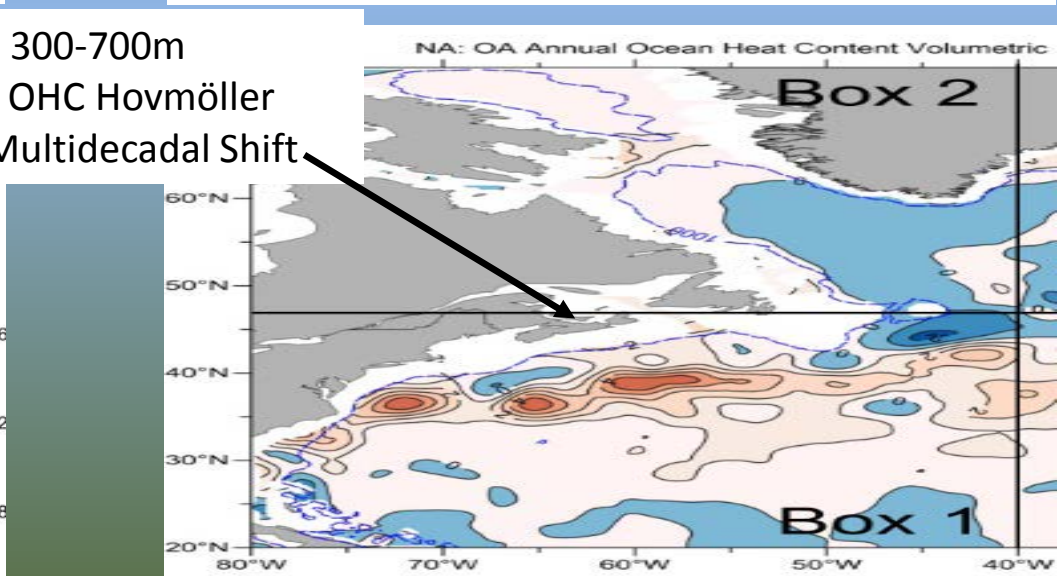 300-700m
OHC Hovmöller
Multidecadal Shift
NA: OA Annual Ocean Heat Content Volumetric
Box 2
60°N
50°N
40°N
30°N
20°N
1000
Box 1
80°W
70°W
60°W
50°W
40°W